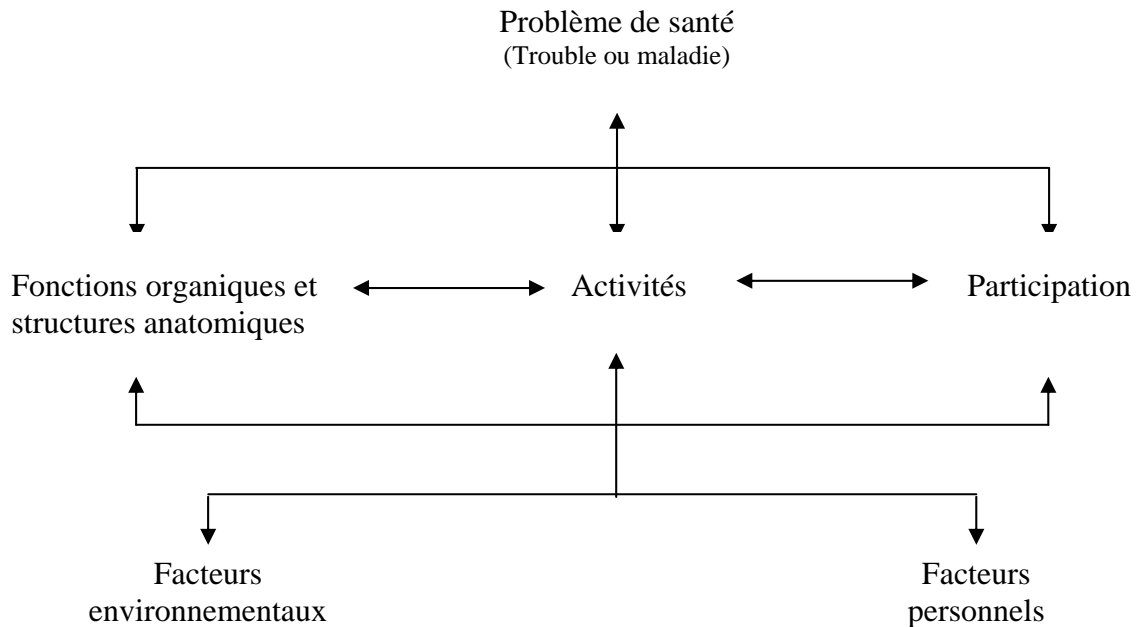 Problème de santé
(Trouble ou maladie)
Fonctions organiques et
structures anatomiques
Activités
Participation
Facteurs
environnementaux
Facteurs
personnels